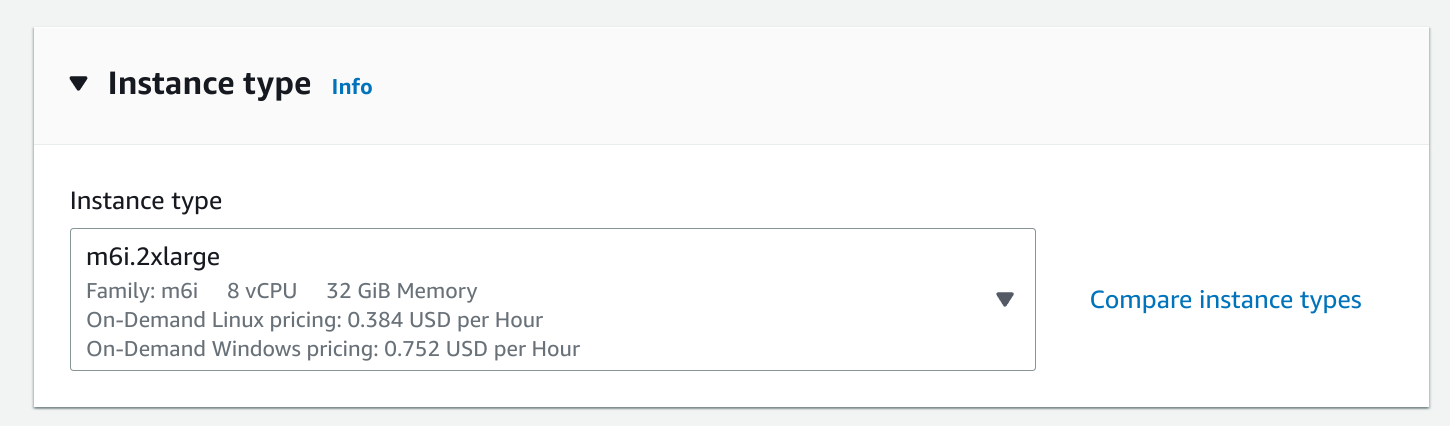 Instance type Info
Instance type
m6i.2xlarge
Family: m6i 8 vCPU 32 GiB Memory
On-Demand Linux pricing: 0.384 USD per Hour
On-Demand Windows pricing: 0.752 USD per Hour
Compare instance types